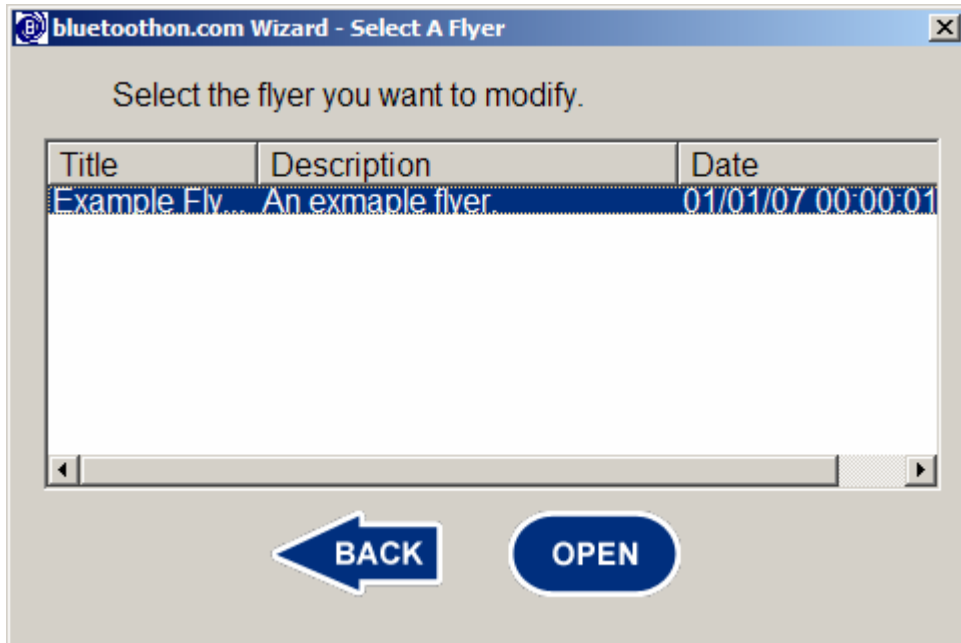 bluetoothon.com Wizard - Select A Flyer
Select the flyer you want to modify.
Title Description Date
Example Fly... An exmaple flyer. 01/01/07 00:00:01
BACK OPEN